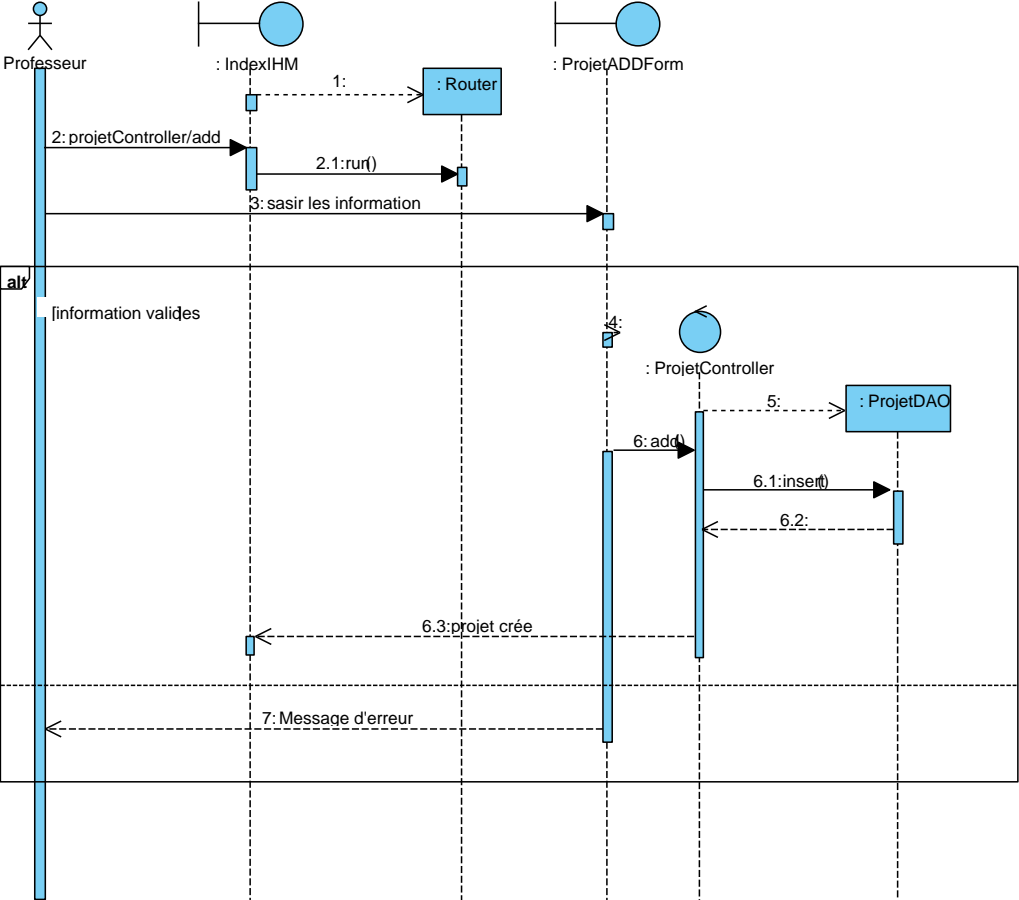 Professeur
: IndexIHM
: ProjetADDForm
1:
: Router
2: projetController/add
2.1:run()
3: sasir les information
alt
[information valides]
4:
: ProjetController
5:
: ProjetDAO
6: add()
6.1:insert()
6.2:
6.3:projet crée
7: Message d'erreur